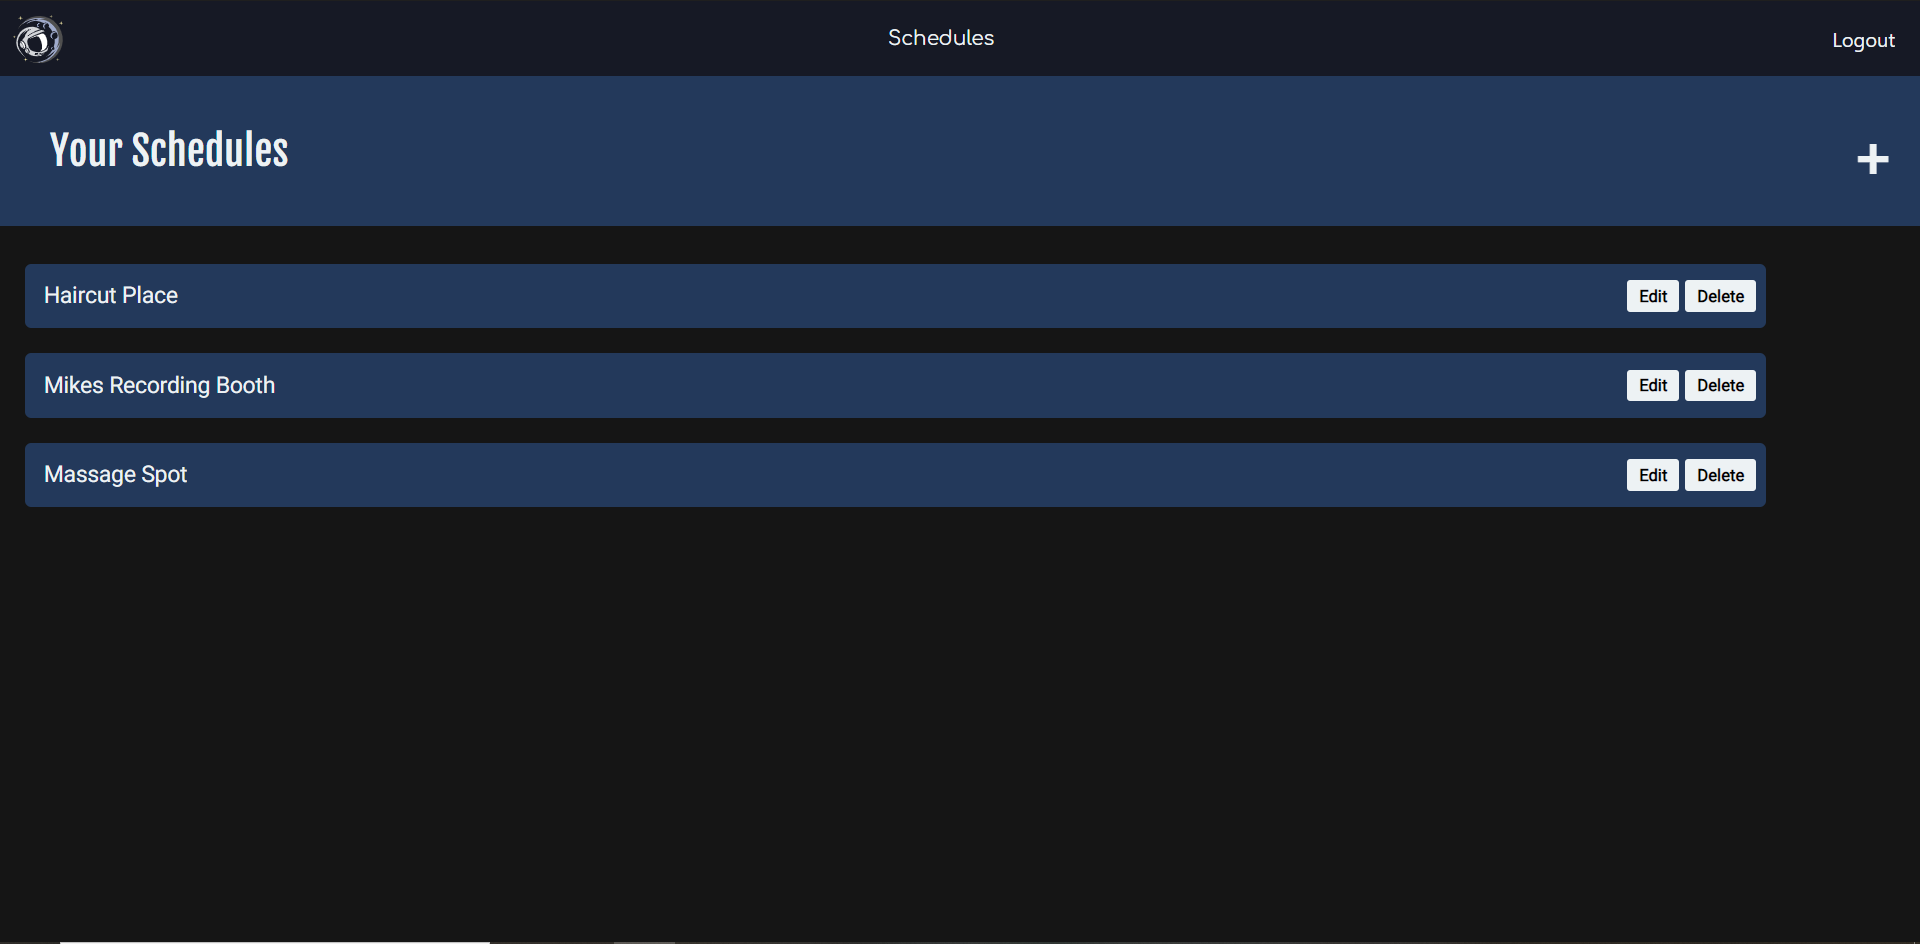 Schedules
Logout
Your Schedules
+
Haircut Place
Edit Delete
Mikes Recording Booth
Edit Delete
Massage Spot
Edit Delete